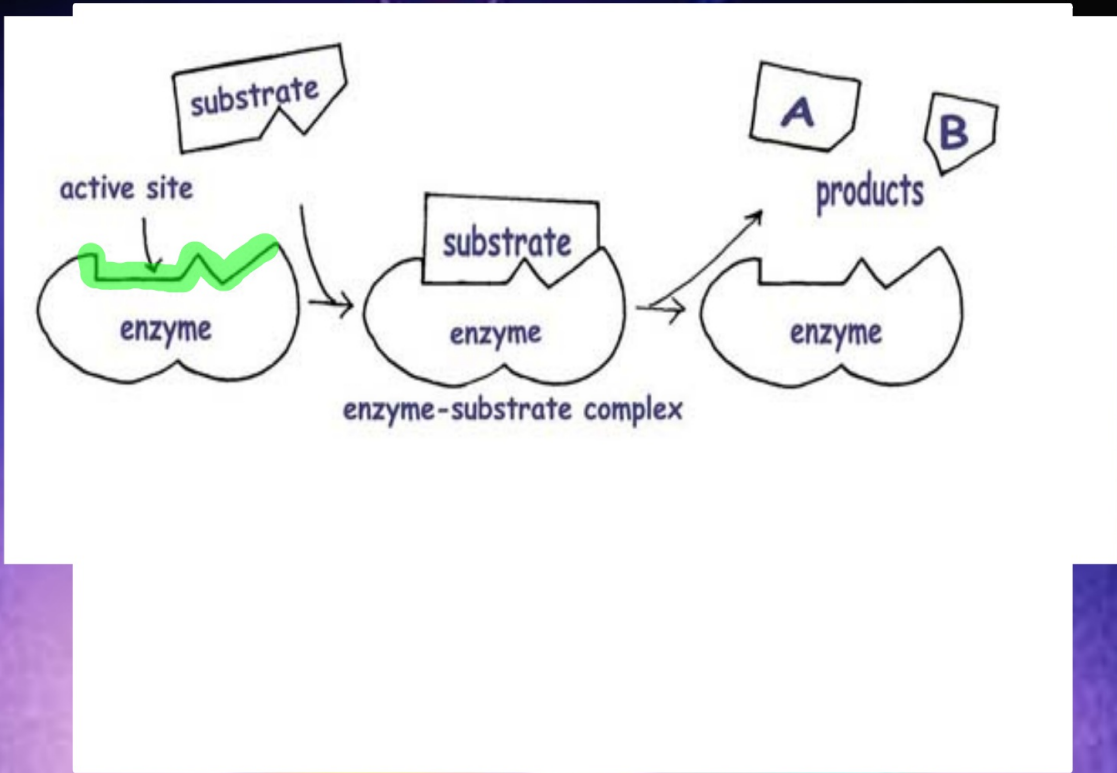 substrate
active site
enzyme
substrate
enzyme
enzyme-substrate complex
A
B
products
enzyme